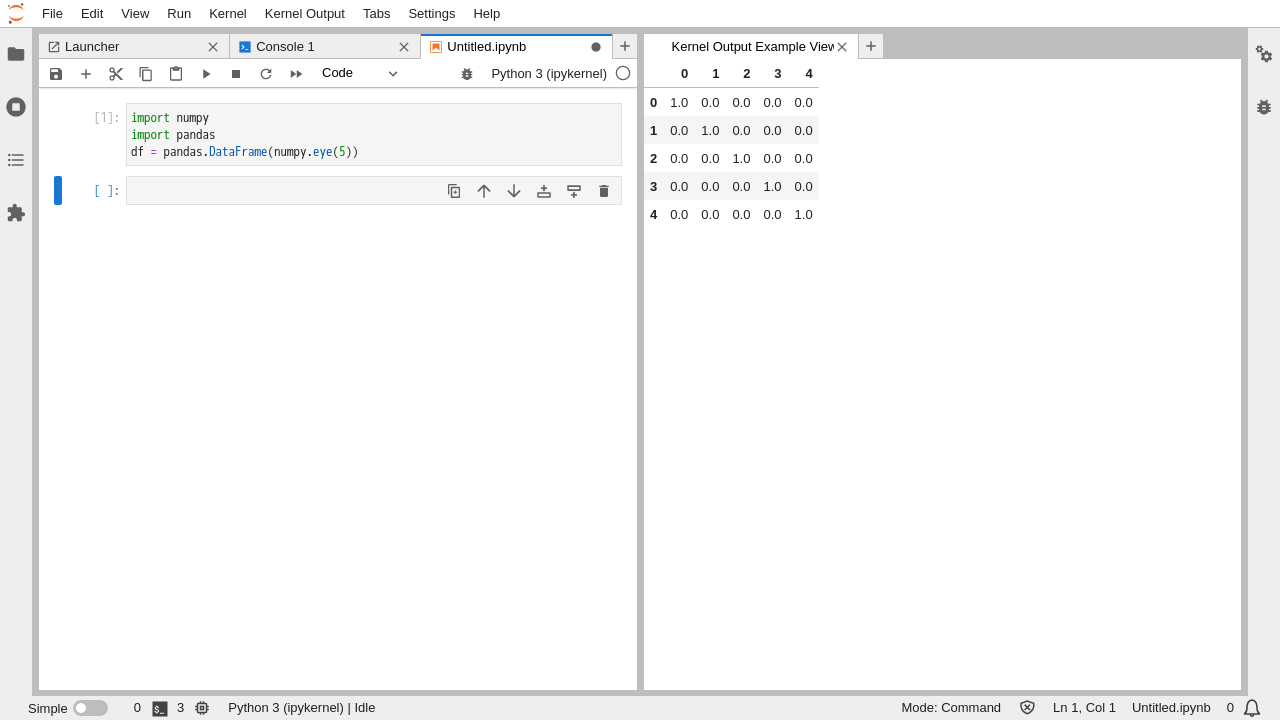 File Edit View Run Kernel Kernel Output Tabs Settings Help
Launcher Console 1 Untitled.ipynb Kernel Output Example View
Code Python 3 (ipykernel)
[1]: import numpy
import pandas
df = pandas.DataFrame(numpy.eye(5))
[ ]:
0 1 2 3 4
0 1.0 0.0 0.0 0.0 0.0
1 0.0 1.0 0.0 0.0 0.0
2 0.0 0.0 1.0 0.0 0.0
3 0.0 0.0 0.0 1.0 0.0
4 0.0 0.0 0.0 0.0 1.0
Simple 0 $_ 3 Python 3 (ipykernel) | Idle Mode: Command Ln 1, Col 1 Untitled.ipynb 0